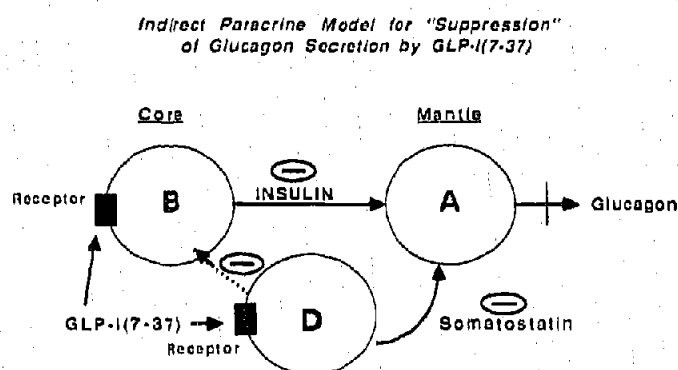 Indirect Paracrine Model for "Suppression"
of Glucagon Secretion by GLP-I(7-37)
Core
Mantle
Receptor
B
INSULIN
A
Glucagon
GLP-I(7-37)
D
Somatostatin
Receptor